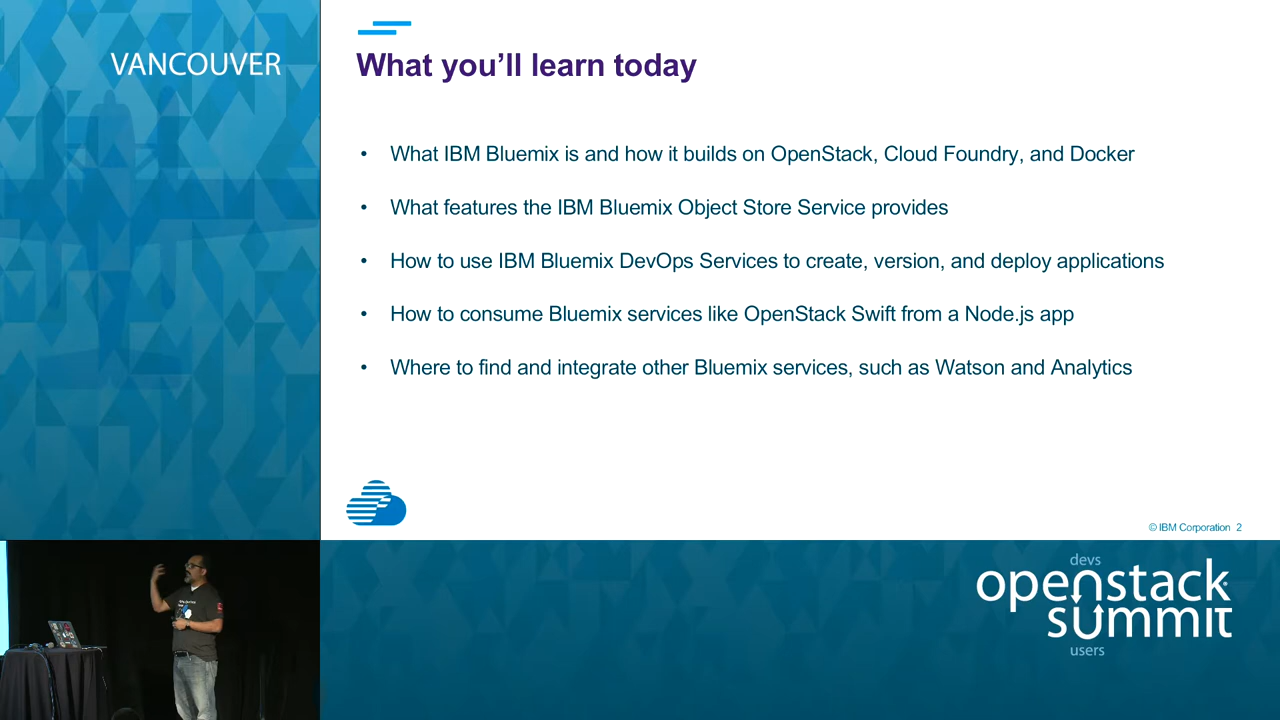 VANCOUVER
What you’ll learn today
• What IBM Bluemix is and how it builds on OpenStack, Cloud Foundry, and Docker
• What features the IBM Bluemix Object Store Service provides
• How to use IBM Bluemix DevOps Services to create, version, and deploy applications
• How to consume Bluemix services like OpenStack Swift from a Node.js app
• Where to find and integrate other Bluemix services, such as Watson and Analytics
© IBM Corporation 2
devs
openstack
summit
users